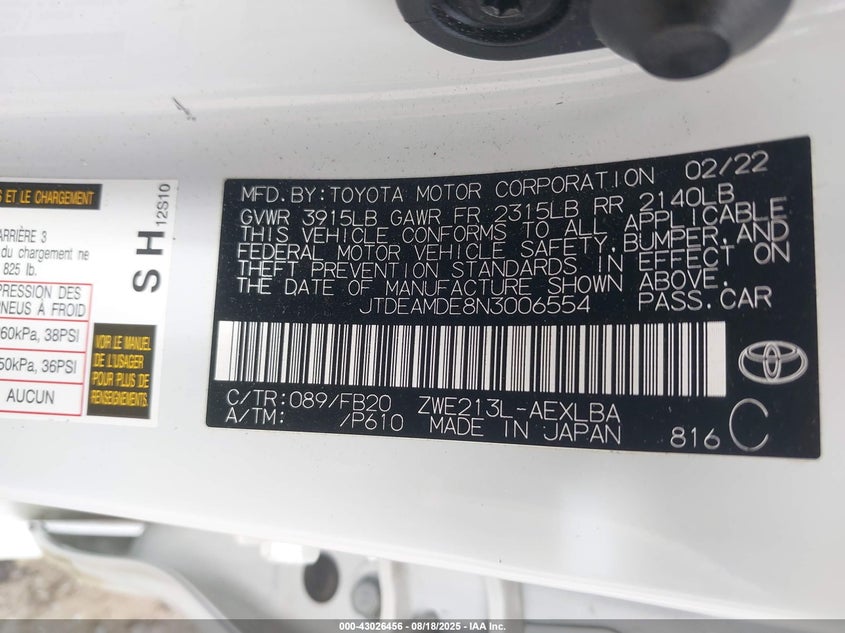 S ET LE CHARGEMENT
ARRIÈRE 3
du chargement ne
825 lb.
PRESSION DES
PNEUS À FROID
60kPa, 38PSI
50kPa, 36PSI
AUCUN
SH
12S10
VOIR LE MANUEL
DE L'USAGER
POUR PLUS DE
RENSEIGNEMENTS
MFD. BY: TOYOTA MOTOR CORPORATION 02/22
GVWR 3915LB GAWR FR 2315LB RR 2140LB
THIS VEHICLE CONFORMS TO ALL APPLICABLE
FEDERAL MOTOR VEHICLE SAFETY, BUMPER, AND
THEFT PREVENTION STANDARDS IN EFFECT ON
THE DATE OF MANUFACTURE SHOWN ABOVE.
JTDEAMDE8N3006554 PASS. CAR
C/TR: 089/FB20 ZWE213L-AEXLBA
A/TM: /P610 MADE IN JAPAN 816 C
000-43026456 - 08/18/2025 - IAA Inc.